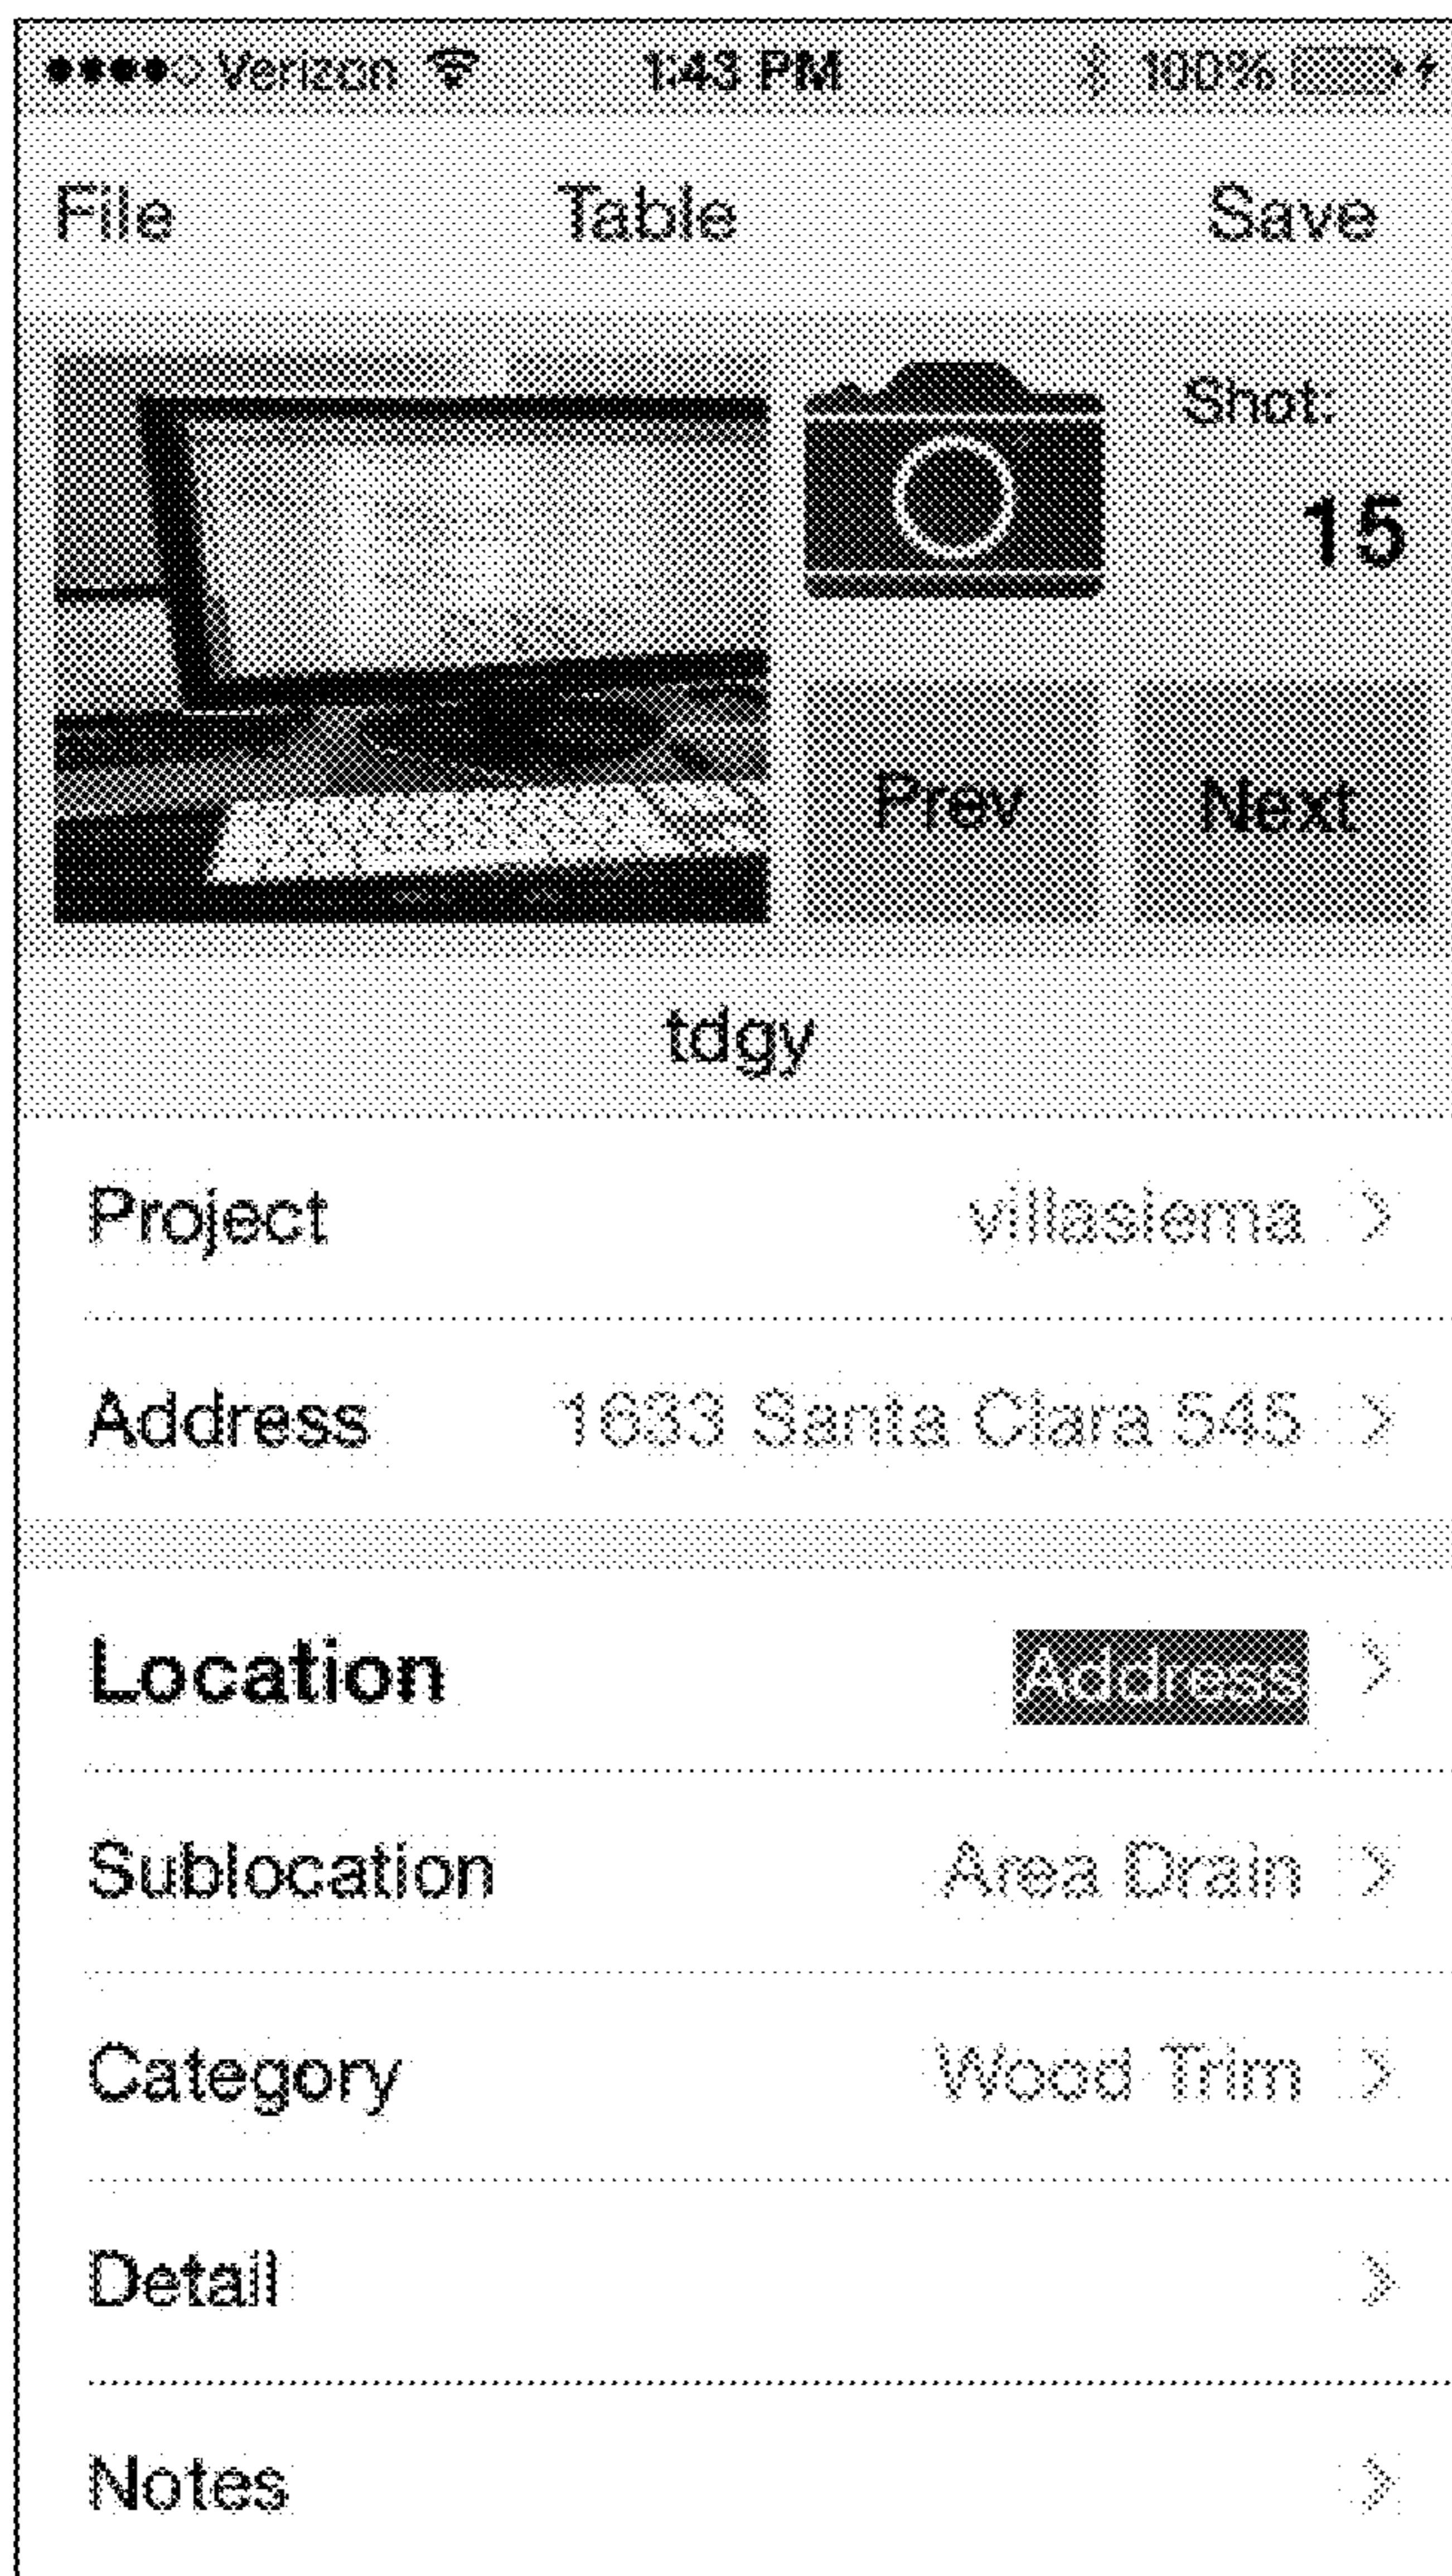 Verizon 1:43 PM 100%
File Table Save
Shot:
15
Prev Next
tdgy
Project villasiema
Address 1633 Santa Clara 545
Location Address
Sublocation Area Drain
Category Wood Trim
Detail
Notes